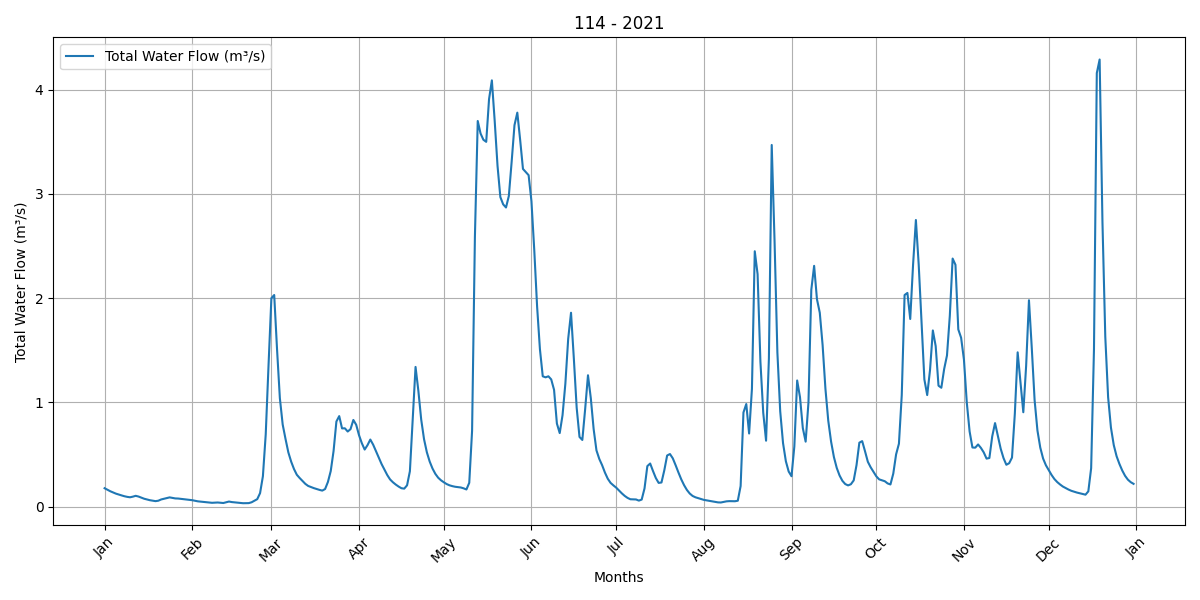 114 - 2021
Total Water Flow (m³/s)
Total Water Flow (m³/s)
4
3
2
1
0
Jan Feb Mar Apr May Jun Jul Aug Sep Oct Nov Dec Jan
Months